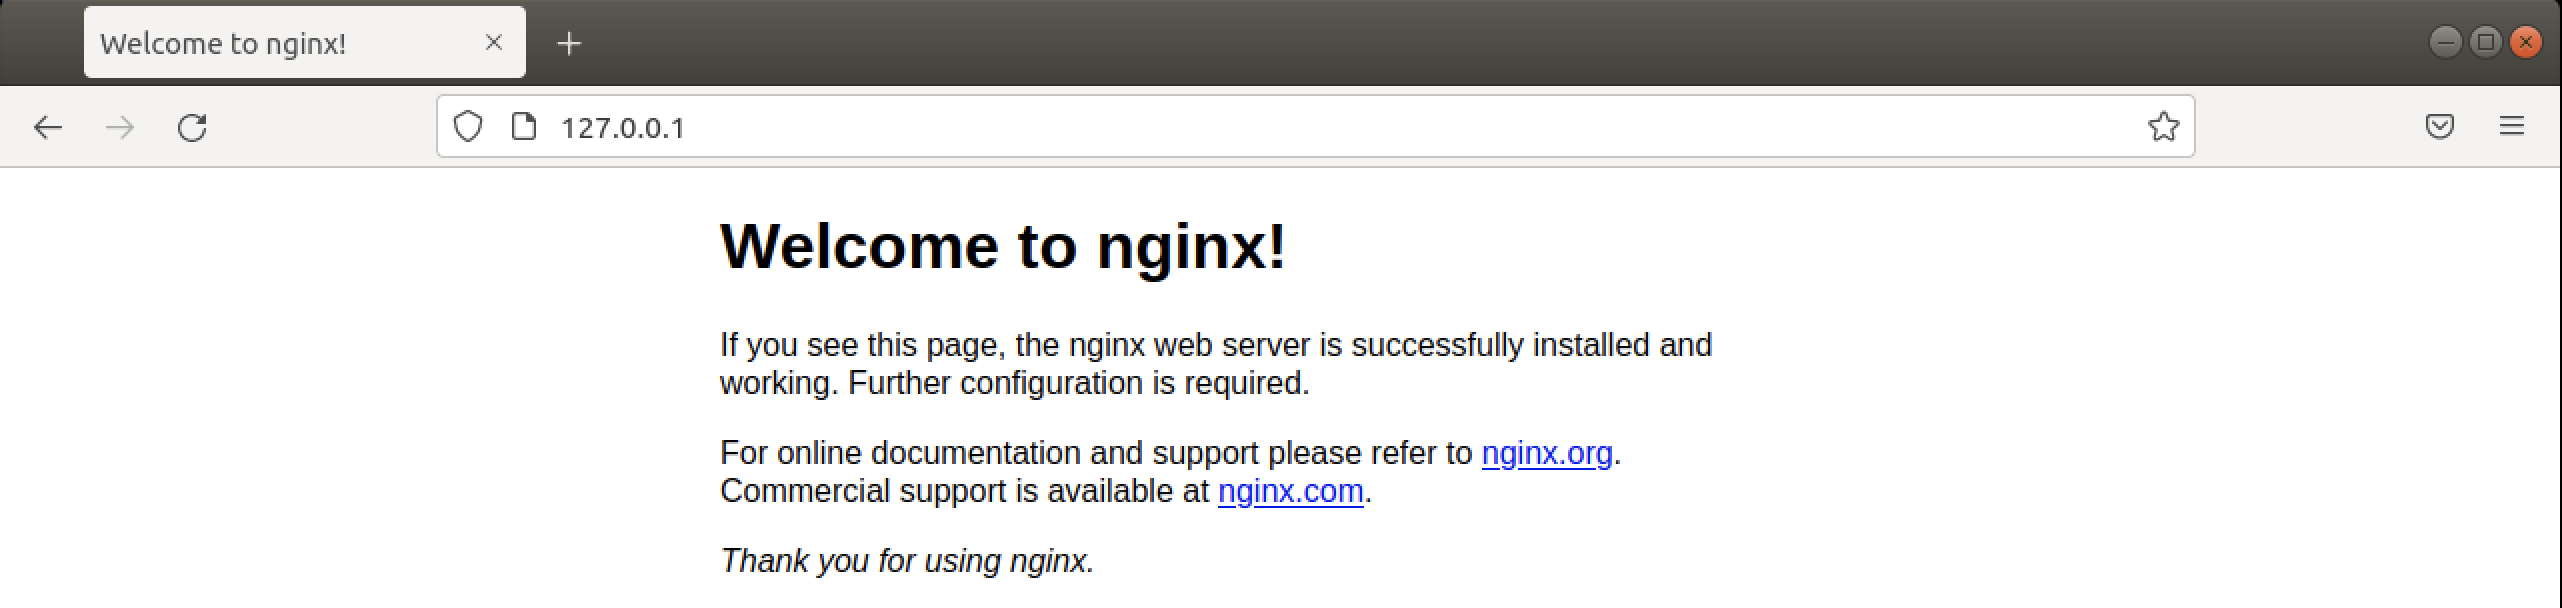 Welcome to nginx!
127.0.0.1
Welcome to nginx!
If you see this page, the nginx web server is successfully installed and
working. Further configuration is required.
For online documentation and support please refer to nginx.org.
Commercial support is available at nginx.com.
Thank you for using nginx.